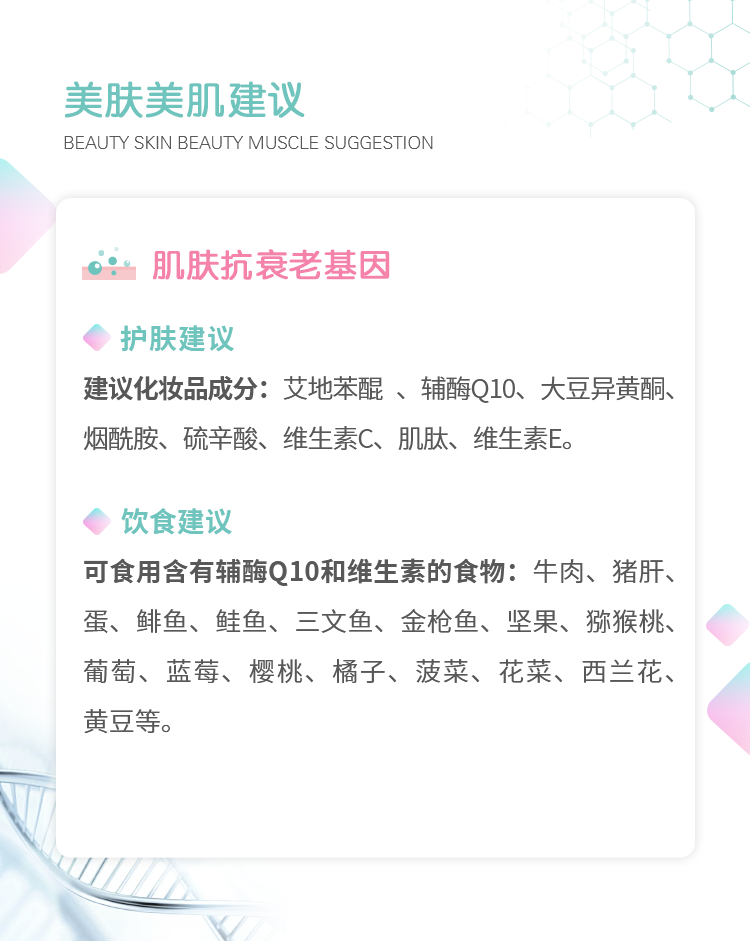 美肤美肌建议
BEAUTY SKIN BEAUTY MUSCLE SUGGESTION
肌肤抗衰老基因
护肤建议
建议化妆品成分：艾地苯醌 、辅酶Q10、大豆异黄酮、
烟酰胺、硫辛酸、维生素C、肌肽、维生素E。
饮食建议
可食用含有辅酶Q10和维生素的食物：牛肉、猪肝、
蛋、鲱鱼、鲑鱼、三文鱼、金枪鱼、坚果、猕猴桃、
葡萄、蓝莓、樱桃、橘子、菠菜、花菜、西兰花、
黄豆等。